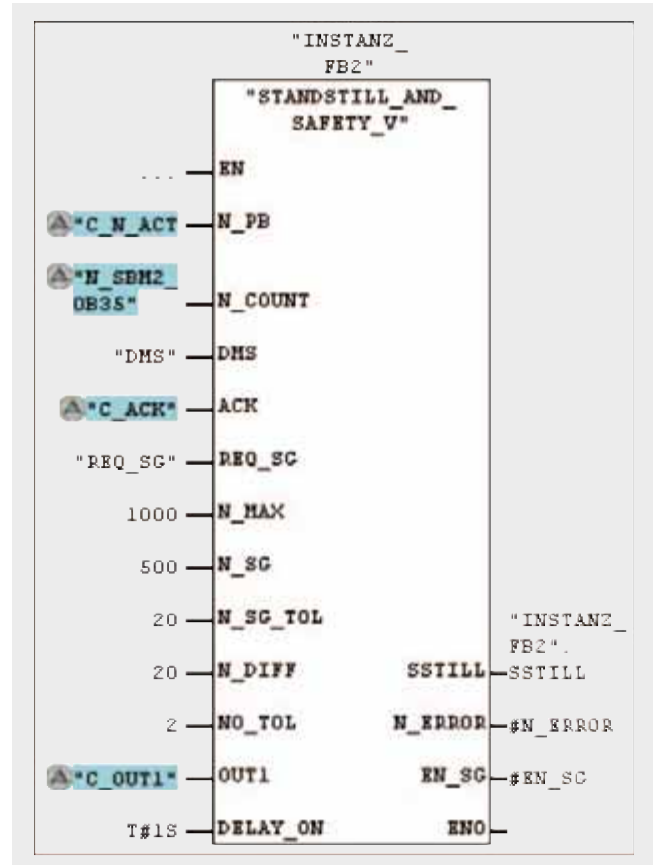 "INSTANZ_
FB2"
"STANDSTILL_AND_
SAFETY_V"
... EN
"C_N_ACT N_PB
"N_SBM2_
OB35" N_COUNT
"DMS" DMS
"C_ACK" ACK
"REQ_SG" REQ_SG
1000 N_MAX
500 N_SG
20 N_SG_TOL "INSTANZ_
FB2".
20 N_DIFF SSTILL SSTILL
2 NO_TOL N_ERROR #N_ERROR
"C_OUT1" OUT1 EN_SG #EN_SG
T#1S DELAY_ON ENO